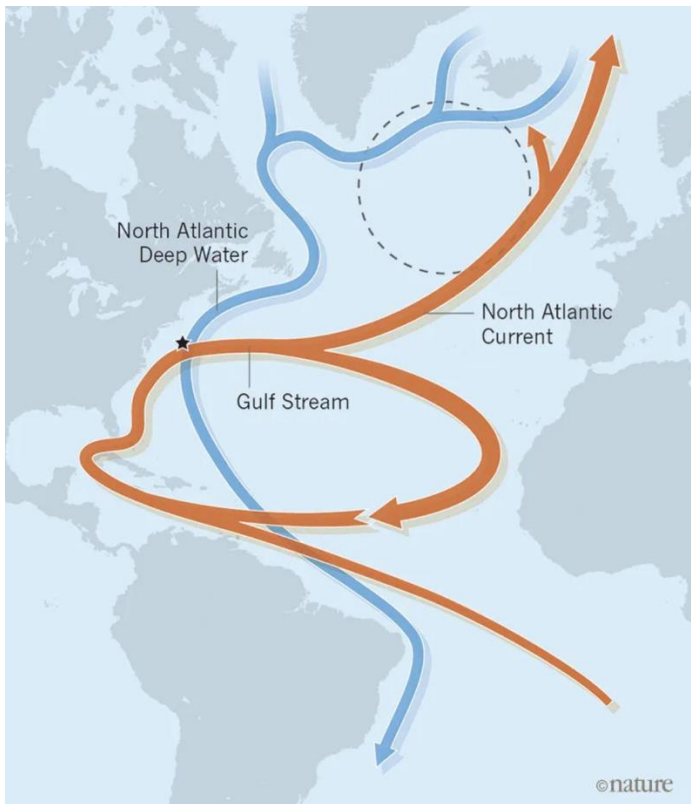 North Atlantic
Deep Water
North Atlantic
Current
Gulf Stream
©nature